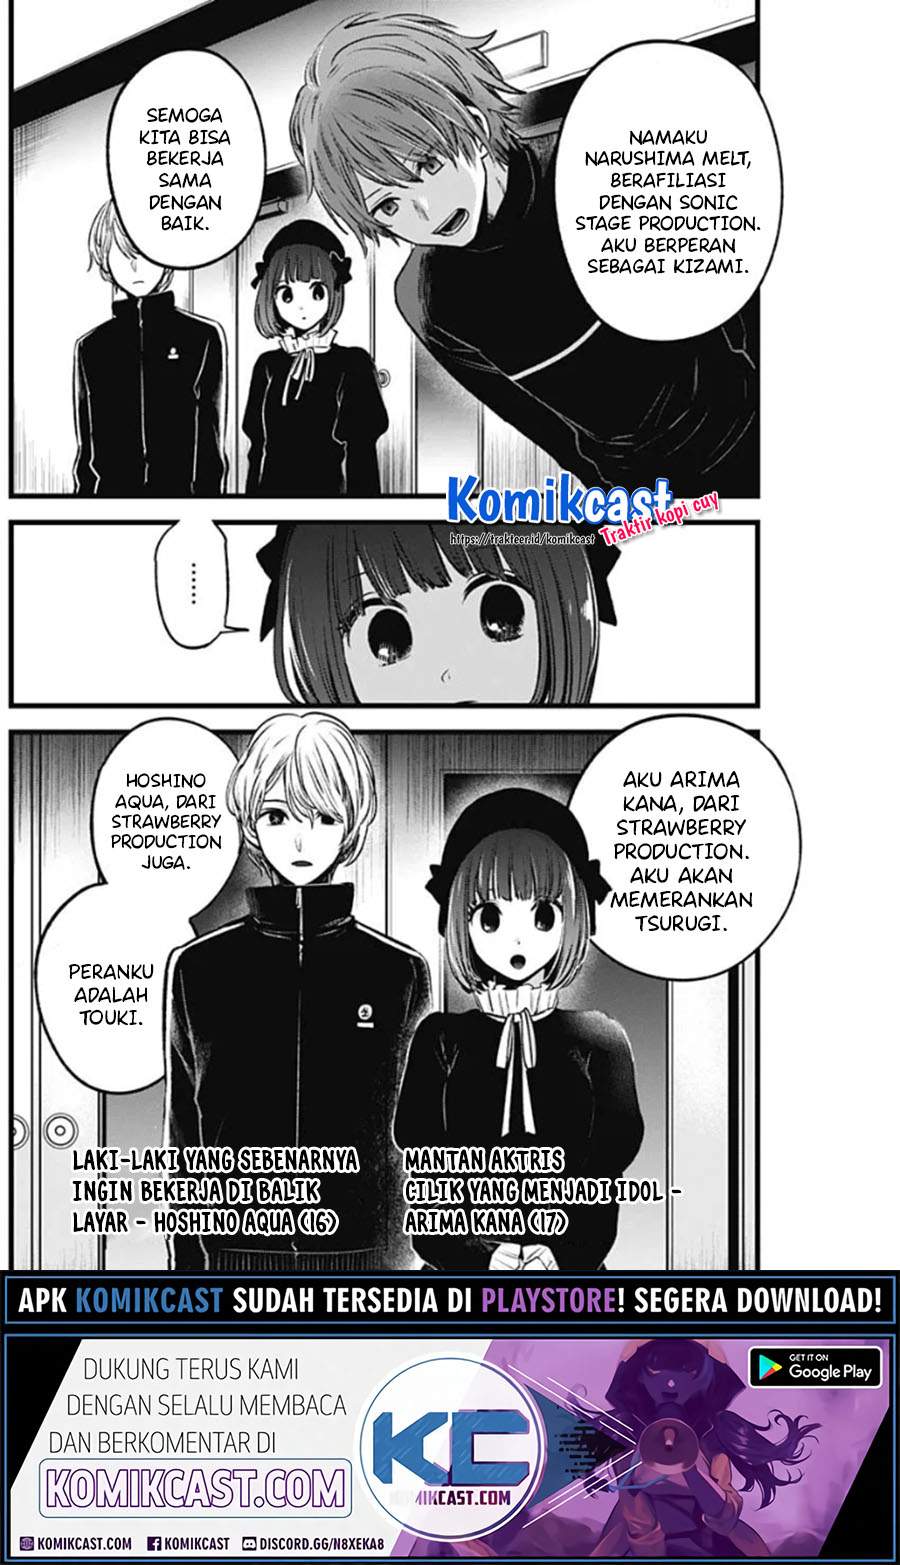 NAMAKU
NARUSHIMA MELT,
BERAFILIASI
DENGAN SONIC
STAGE PRODUCTION.
AKU BERPERAN
SEBAGAI KIZAMI.
SEMOGA
KITA BISA
BEKERJA
SAMA
DENGAN
BAIK.
Komikcast
Traktir kopi cuy
https://trakteer.id/komikcast
.......
AKU ARIMA
KANA, DARI
STRAWBERRY
PRODUCTION.
AKU AKAN
MEMERANKAN
TSURUGI.
HOSHINO
AQUA, DARI
STRAWBERRY
PRODUCTION
JUGA.
PERANKU
ADALAH
TOUKI.
MANTAN AKTRIS
CILIK YANG MENJADI IDOL -
ARIMA KANA (17)
LAKI-LAKI YANG SEBENARNYA
INGIN BEKERJA DI BALIK
LAYAR - HOSHINO AQUA (16)
APK KOMIKCAST SUDAH TERSEDIA DI PLAYSTORE! SEGERA DOWNLOAD!
DUKUNG TERUS KAMI
DENGAN SELALU MEMBACA
DAN BERKOMENTAR DI
KOMIKCAST.COM
KOMIKCAST.COM
KOMIKCAST
DISCORD.GG/N8XEKA8
KC
KOMIKCAST.COM
GET IT ON
Google Play